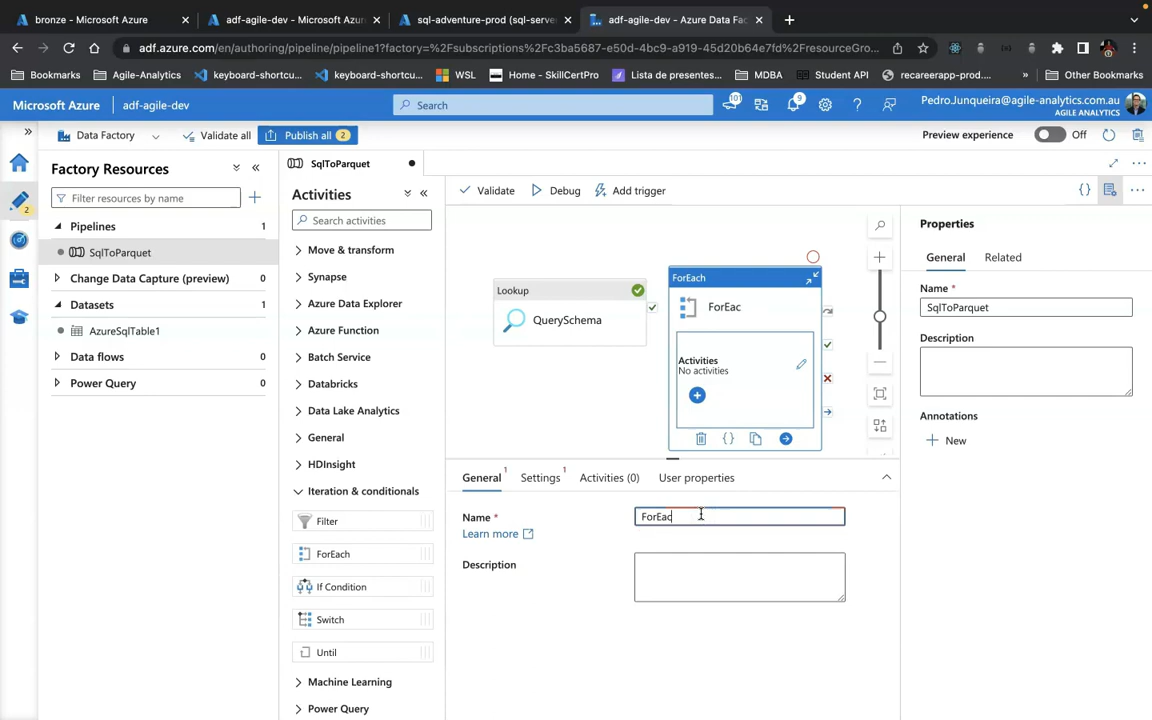 bronze - Microsoft Azure
adf-agile-dev - Microsoft Azu
sql-adventure-prod (sql-serve
adf-agile-dev - Azure Data Fac
adf.azure.com/en/authoring/pipeline/pipeline1?factory=%2Fsubscriptions%2Fc3ba5687-e50d-4bc9-a919-45d20b64e7fd%2FresourceGro...
Bookmarks
Agile-Analytics
keyboard-shortcu...
keyboard-shortcu...
WSL
Home - SkillCertPro
Lista de presentes...
MDBA
Student API
recareerapp-prod....
»
Other Bookmarks
Microsoft Azure
adf-agile-dev
Search
101
9
Pedro.Junqueira@agile-analytics.com.au
AGILE ANALYTICS
Data Factory
Validate all
Publish all 2
Preview experience
Off
2
Factory Resources
Filter resources by name
Pipelines 1
SqlToParquet
Change Data Capture (preview) 0
Datasets 1
AzureSqlTable1
Data flows 0
Power Query 0
SqlToParquet
Activities
Search activities
Move & transform
Synapse
Azure Data Explorer
Azure Function
Batch Service
Databricks
Data Lake Analytics
General
HDInsight
Iteration & conditionals
Filter
ForEach
If Condition
Switch
Until
Machine Learning
Power Query
Validate
Debug
Add trigger
Lookup
QuerySchema
ForEach
ForEac
Activities
No activities
General 1
Settings 1
Activities (0)
User properties
Name *
ForEac
Learn more
Description
Properties
General
Related
Name *
SqlToParquet
Description
Annotations
New